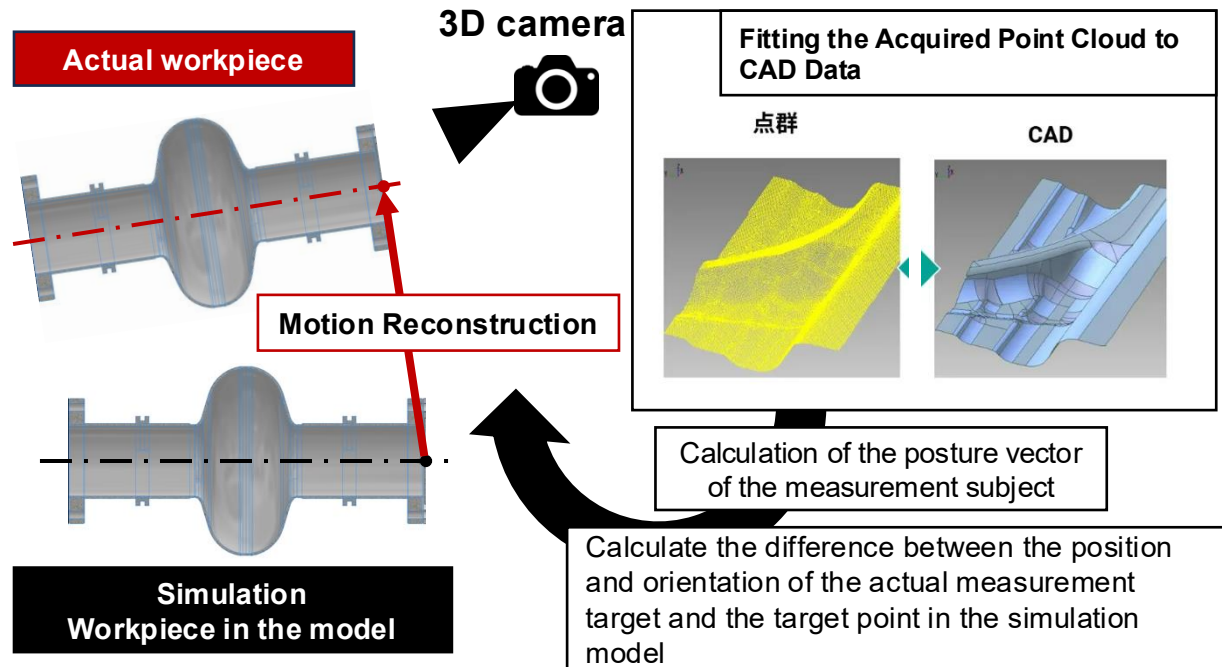 3D camera
Actual workpiece
Fitting the Acquired Point Cloud to
CAD Data
点群
CAD
Motion Reconstruction
Calculation of the posture vector
of the measurement subject
Calculate the difference between the position
and orientation of the actual measurement
target and the target point in the simulation
model
Simulation
Workpiece in the model